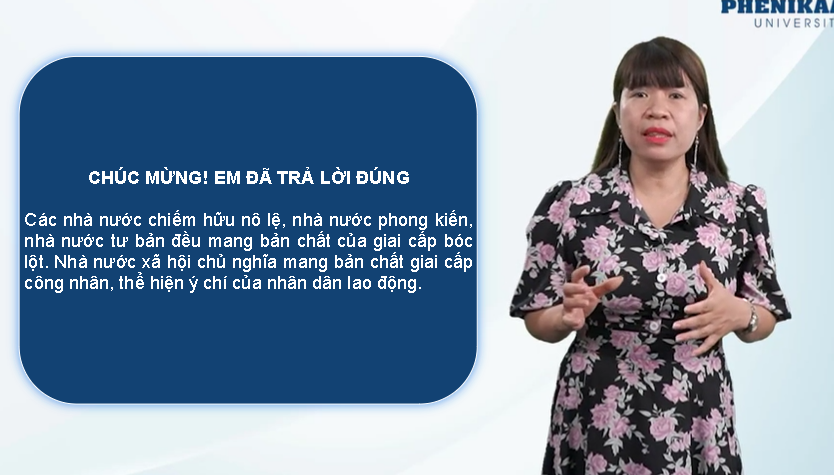 PHENIKAA
UNIVERSIT
CHÚC MỪNG! EM ĐÃ TRẢ LỜI ĐÚNG
Các nhà nước chiếm hữu nô lệ, nhà nước phong kiến,
nhà nước tư bản đều mang bản chất của giai cấp bóc
lột. Nhà nước xã hội chủ nghĩa mang bản chất giai cấp
công nhân, thể hiện ý chí của nhân dân lao động.